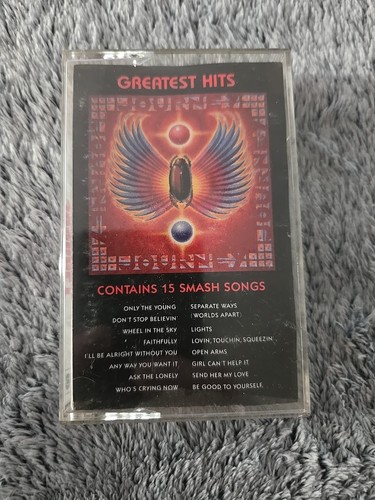 GREATEST HITS
CONTAINS 15 SMASH SONGS
ONLY THE YOUNG
DON'T STOP BELIEVIN
WHEEL IN THE SKY
FAITHFULLY
I'LL BE ALRIGHT WITHOUT YOU
ANY WAY YOU WANT IT
ASK THE LONELY
WHO'S CRYING NOW
SEPARATE WAYS
(WORLDS APART)
LIGHTS
LOVIN, TOUCHIN, SQUEEZIN
OPEN ARMS
GIRL CAN'T HELP IT
SEND HER MY LOVE
BE GOOD TO YOURSELF